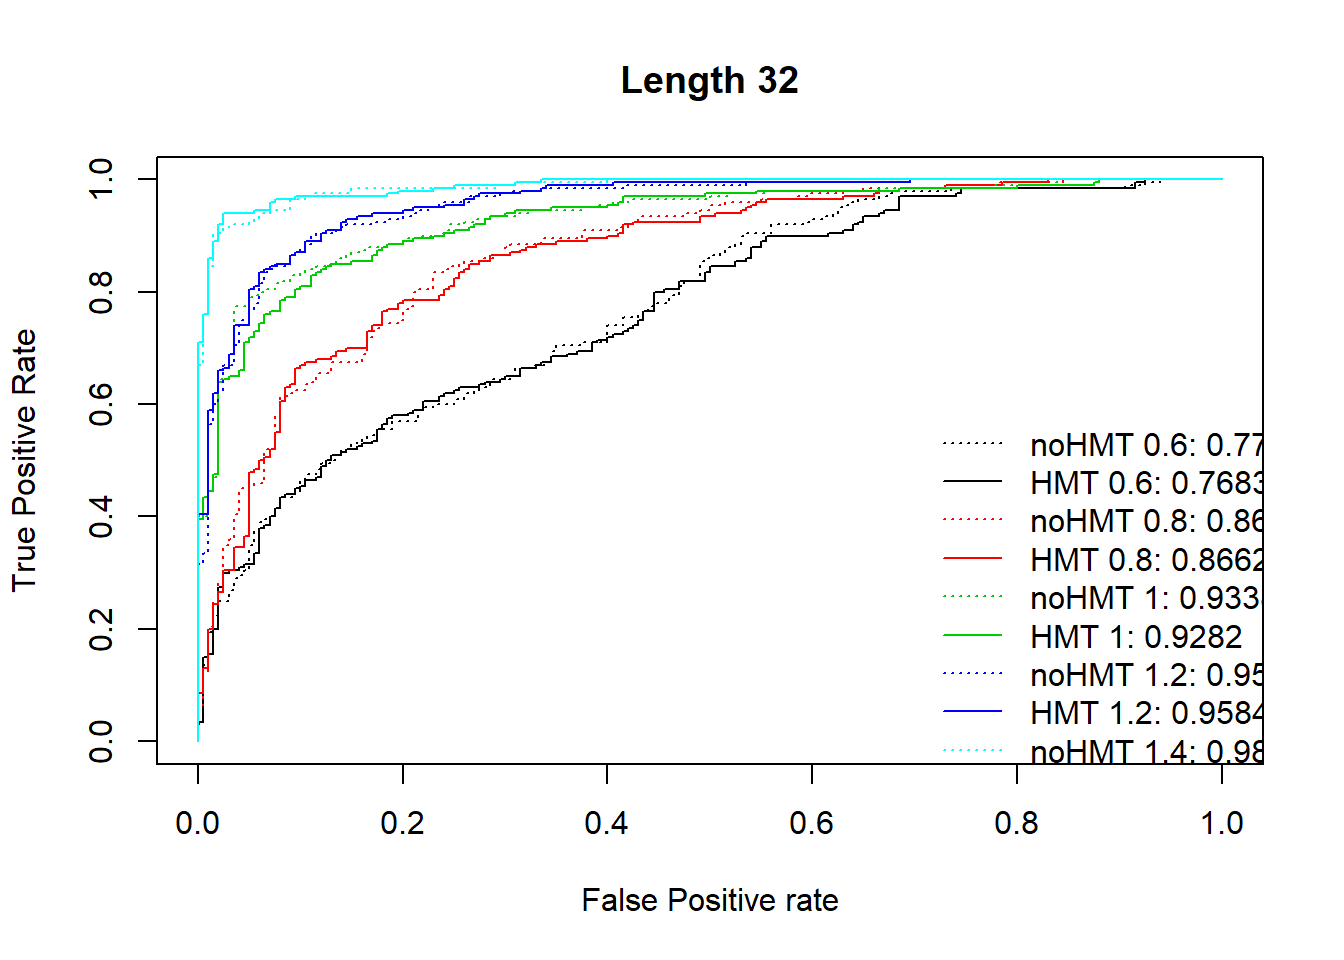 Length 32
True Positive Rate
1.0
0.8
0.6
0.4
0.2
0.0
noHMT 0.6: 0.77
HMT 0.6: 0.7683
noHMT 0.8: 0.86
HMT 0.8: 0.8662
noHMT 1: 0.933
HMT 1: 0.9282
noHMT 1.2: 0.95
HMT 1.2: 0.9584
noHMT 1.4: 0.98
0.0 0.2 0.4 0.6 0.8 1.0
False Positive rate